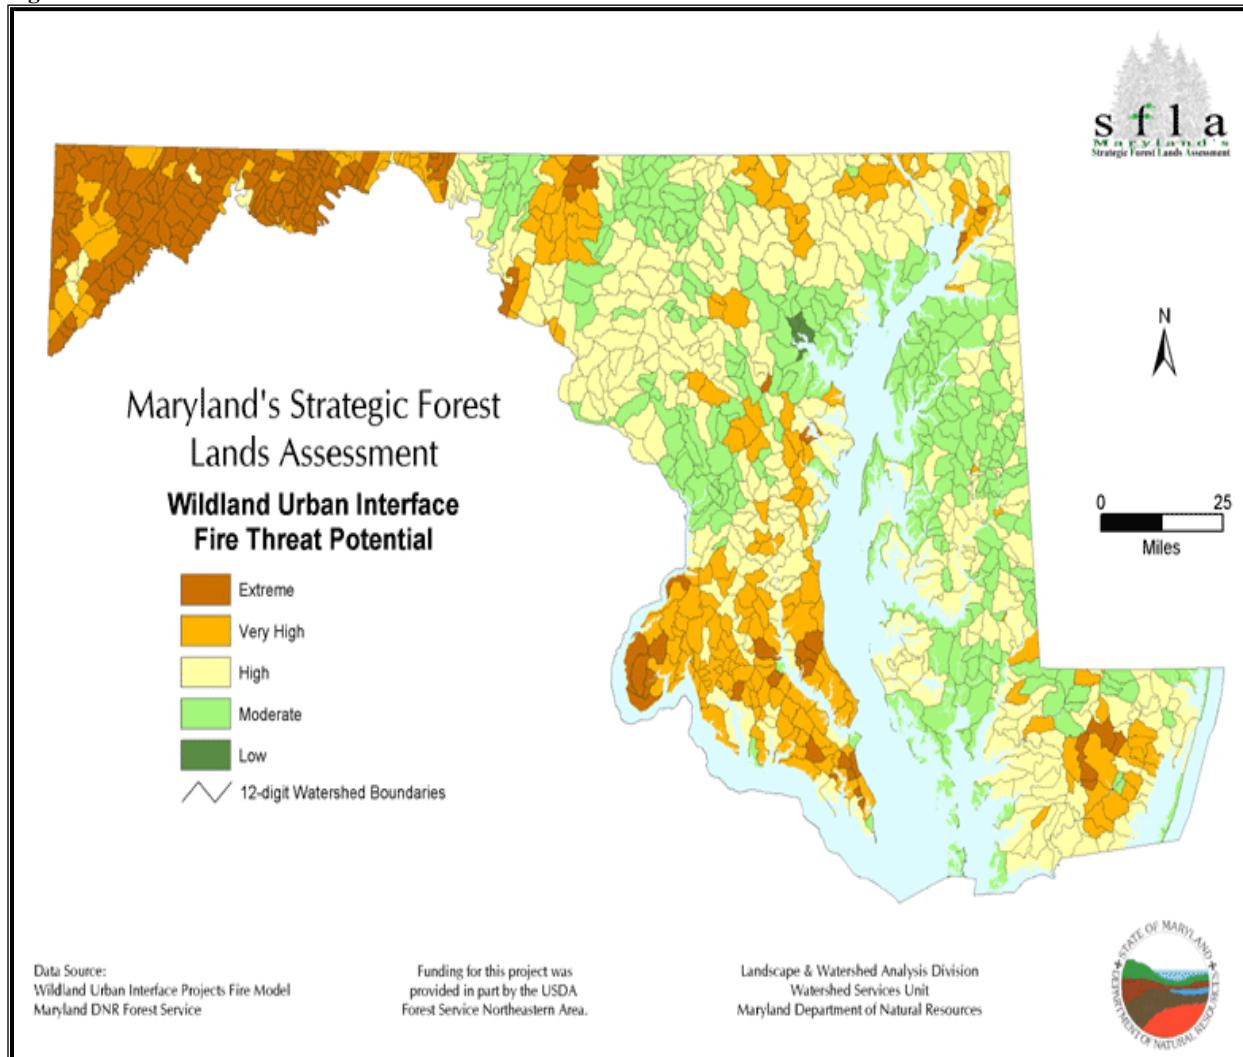 sfla
Maryland's
Strategic Forest Lands Assessment
N
Maryland's Strategic Forest
Lands Assessment
Wildland Urban Interface
Fire Threat Potential
Extreme
Very High
High
Moderate
Low
12-digit Watershed Boundaries
0 25
Miles
Data Source:
Wildland Urban Interface Projects Fire Model
Maryland DNR Forest Service
Funding for this project was
provided in part by the USDA
Forest Service Northeastern Area.
Landscape & Watershed Analysis Division
Watershed Services Unit
Maryland Department of Natural Resources
STATE OF MARYLAND
DEPARTMENT OF NATURAL RESOURCES